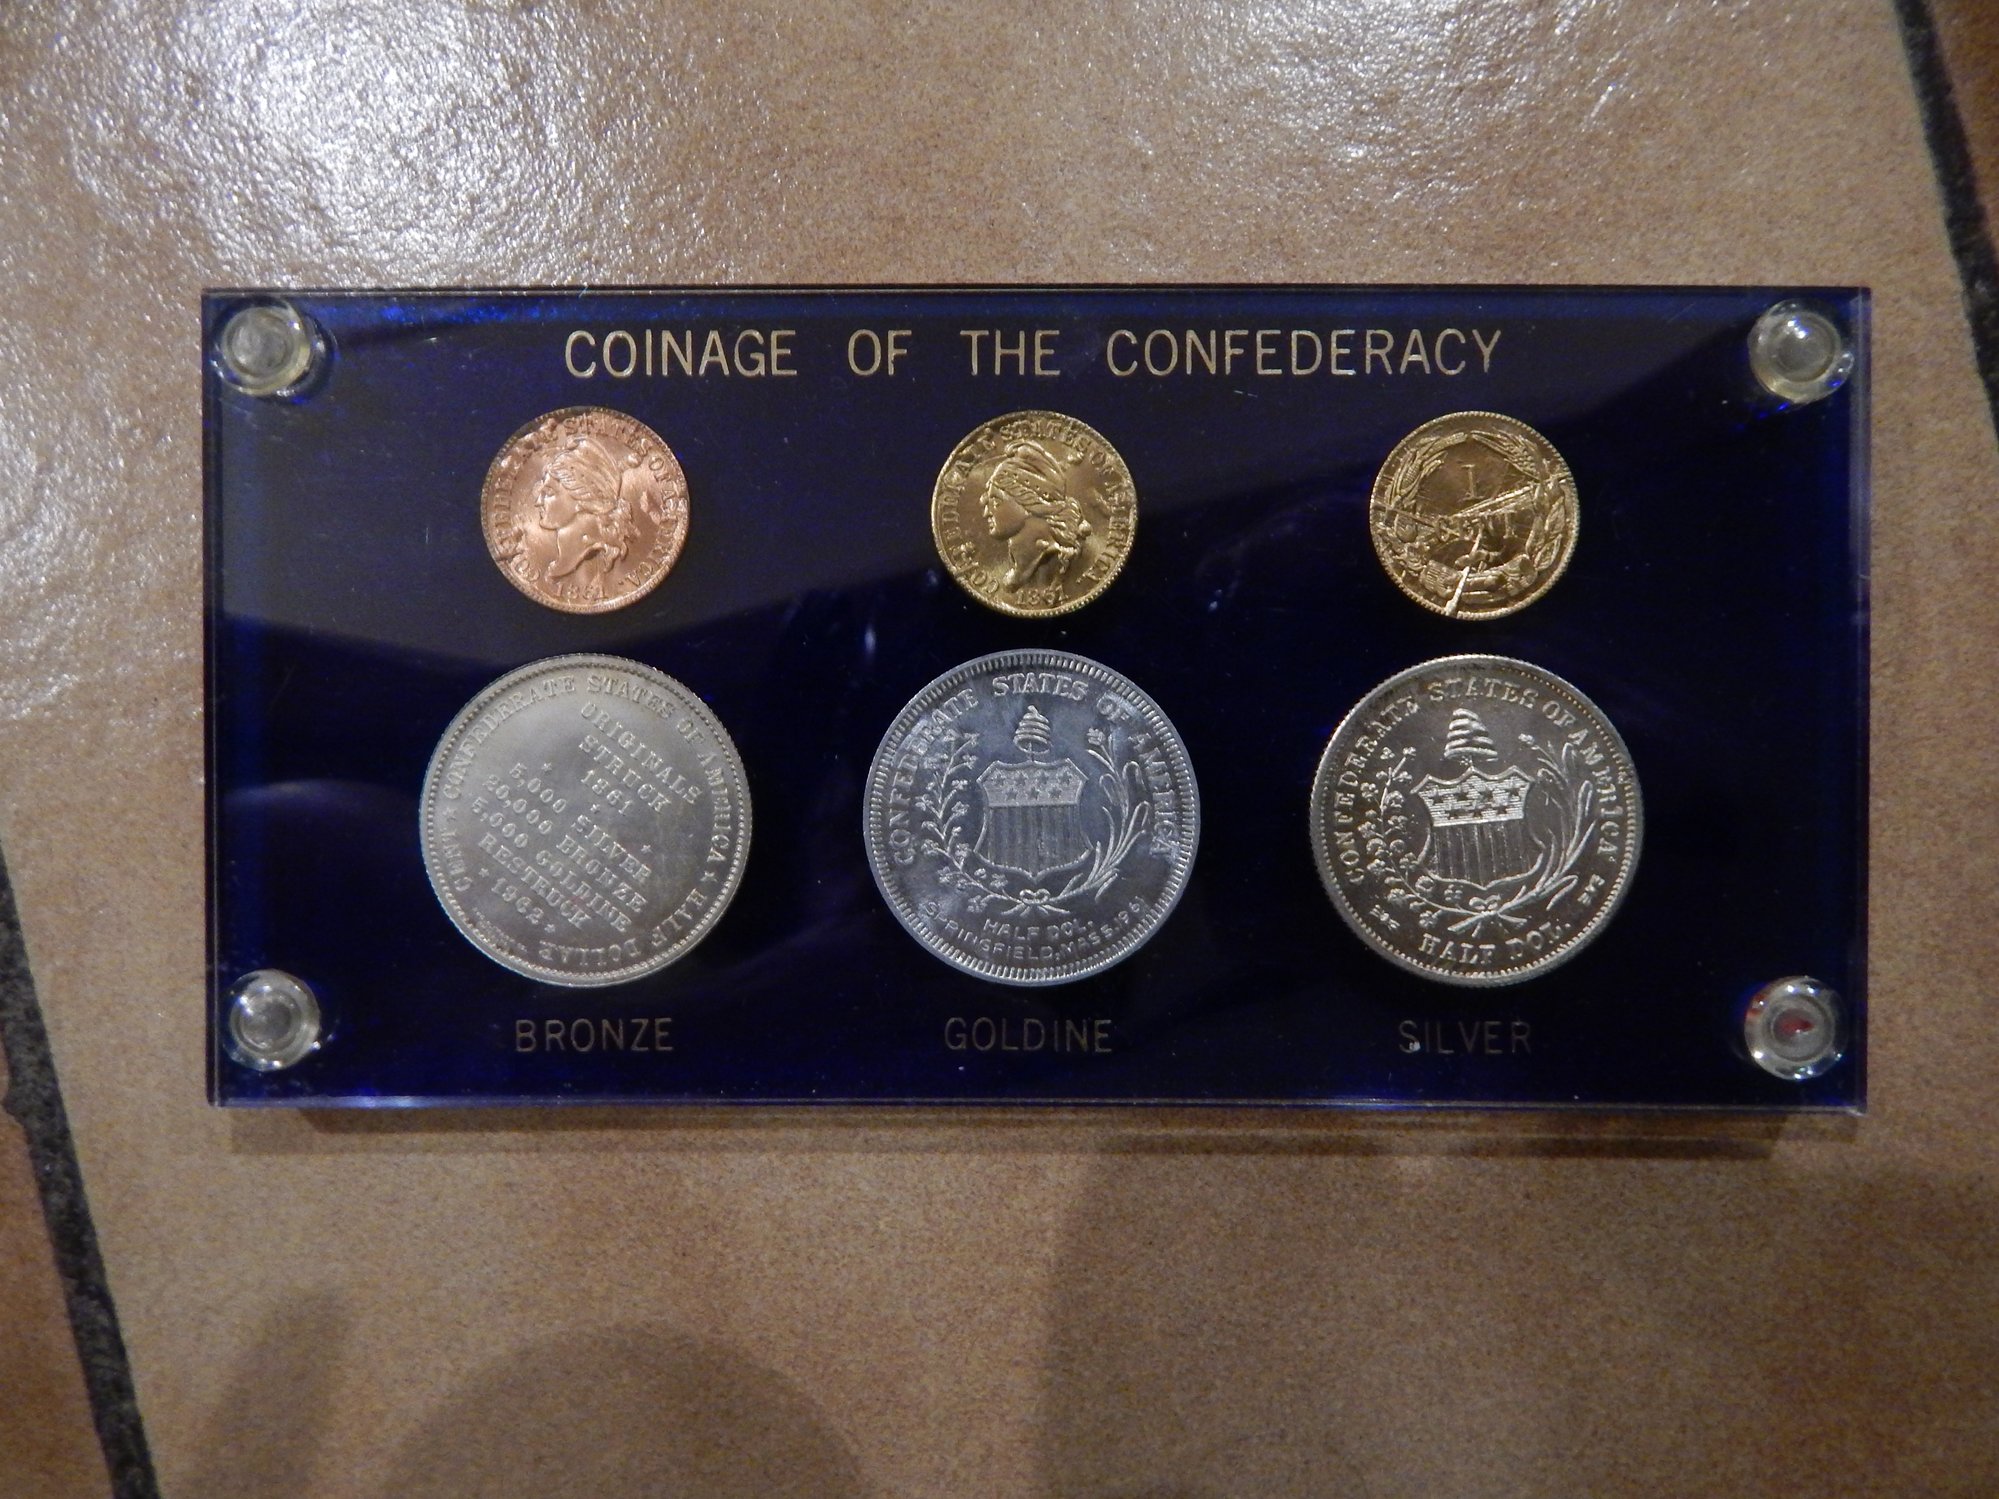 COINAGE OF THE CONFEDERACY
CONFEDERATE STATES OF AMERICA.
1861
CONFEDERATE STATES OF AMERICA.
1861
1
CENT
CENT ★ CONFEDERATE STATES OF AMERICA ★ HALF DOLLAR
ORIGINALS
STRUCK
1861
5,000 SILVER
20,000 BRONZE
5,000 GOLDINE
RESTRUCK
★ 1962 ★
CONFEDERATE STATES OF AMERICA
HALF DOL.
SPRINGFIELD, MASS. 1961
CONFEDERATE STATES OF AMERICA
HALF DOL.
BRONZE GOLDINE SILVER